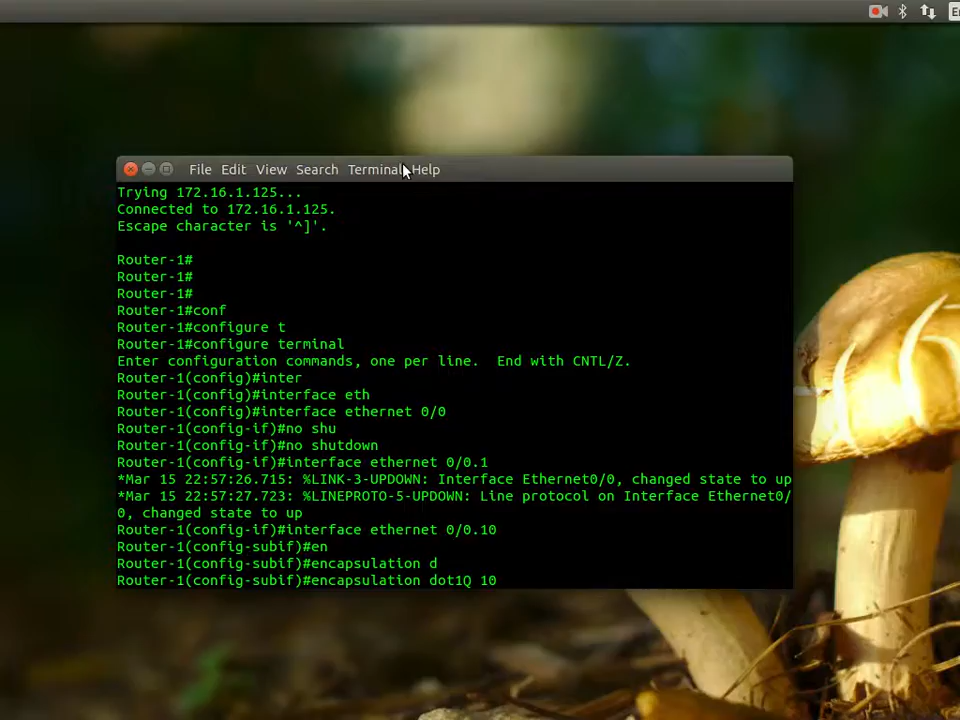 En
File Edit View Search Terminal Help
Trying 172.16.1.125...
Connected to 172.16.1.125.
Escape character is '^]'.
Router-1#
Router-1#
Router-1#
Router-1#conf
Router-1#configure t
Router-1#configure terminal
Enter configuration commands, one per line.  End with CNTL/Z.
Router-1(config)#inter
Router-1(config)#interface eth
Router-1(config)#interface ethernet 0/0
Router-1(config-if)#no shu
Router-1(config-if)#no shutdown
Router-1(config-if)#interface ethernet 0/0.1
*Mar 15 22:57:26.715: %LINK-3-UPDOWN: Interface Ethernet0/0, changed state to up
*Mar 15 22:57:27.723: %LINEPROTO-5-UPDOWN: Line protocol on Interface Ethernet0/
0, changed state to up
Router-1(config-if)#interface ethernet 0/0.10
Router-1(config-subif)#en
Router-1(config-subif)#encapsulation d
Router-1(config-subif)#encapsulation dot1Q 10